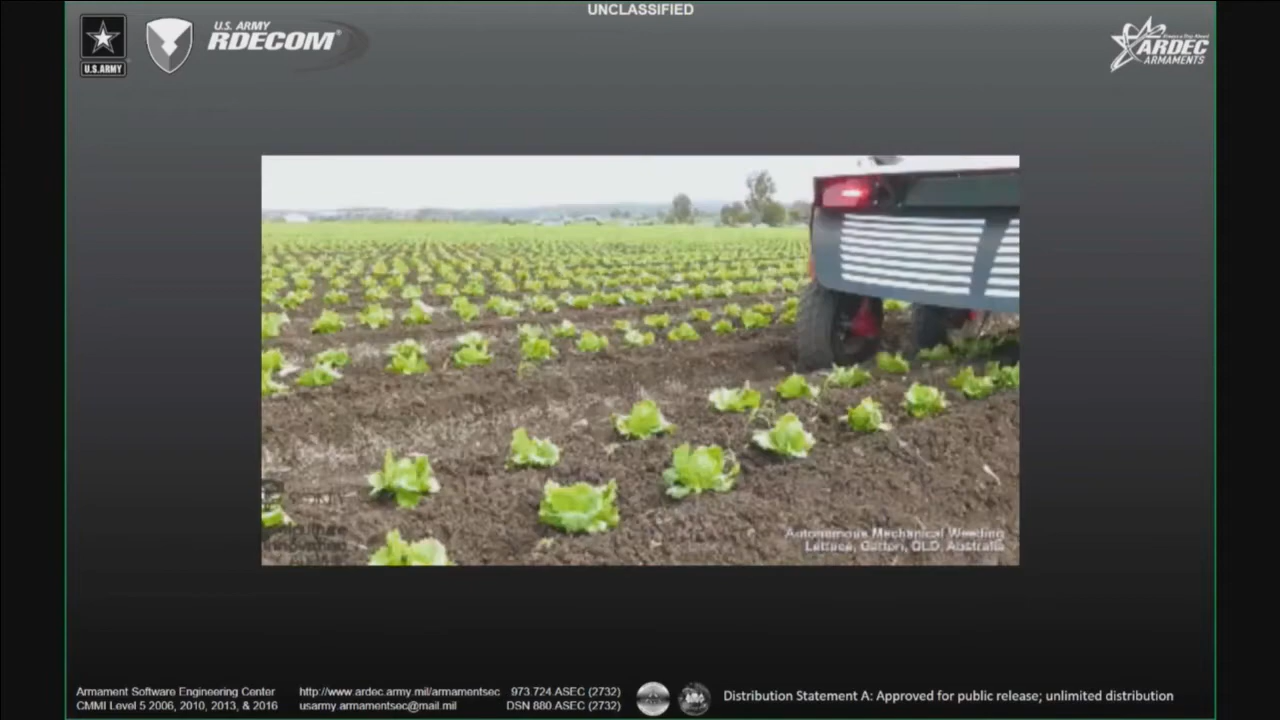 UNCLASSIFIED
U.S. ARMY
U.S. ARMY
RDECOM
ARDEC
ARMAMENTS
Autonomous Mechanical Weeding
Lettuce, Gatton, QLD, Australia
Armament Software Engineering Center
CMMI Level 5 2006, 2010, 2013, & 2016
http://www.ardec.army.mil/armamentsec
usarmy.armamentsec@mail.mil
973.724.ASEC (2732)
DSN 880.ASEC (2732)
Distribution Statement A: Approved for public release; unlimited distribution